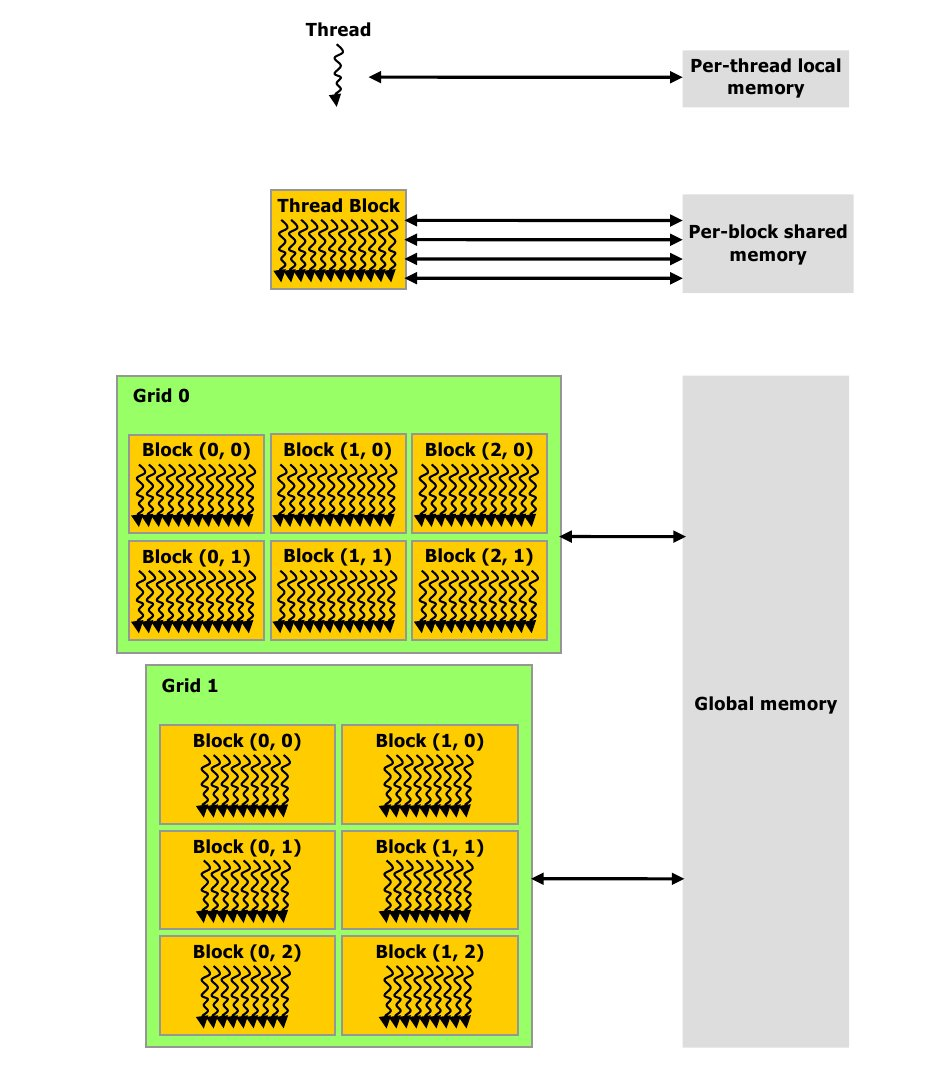 Thread
Per-thread local
memory
Thread Block
Per-block shared
memory
Grid 0
Block (0, 0)
Block (1, 0)
Block (2, 0)
Block (0, 1)
Block (1, 1)
Block (2, 1)
Global memory
Grid 1
Block (0, 0)
Block (1, 0)
Block (0, 1)
Block (1, 1)
Block (0, 2)
Block (1, 2)